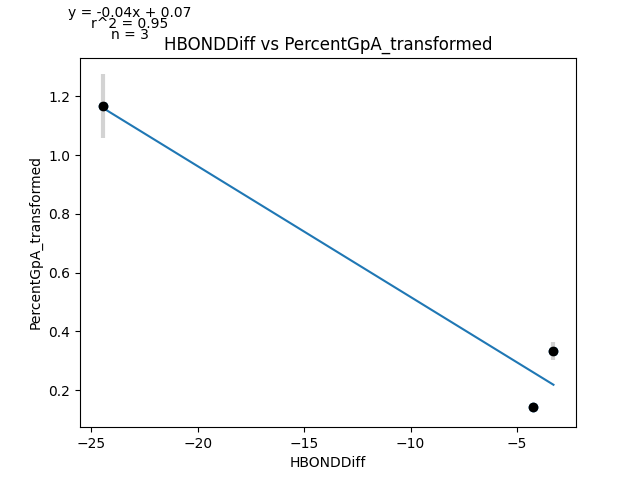 y = -0.04x + 0.07
r^2 = 0.95
n = 3
HBONDDiff vs PercentGpA_transformed
PercentGpA_transformed
1.2
1.0
0.8
0.6
0.4
0.2
−25
−20
−15
−10
−5
HBONDDiff